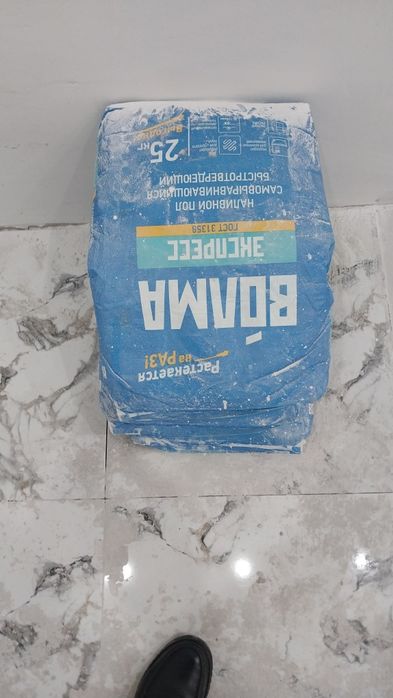 Растекается
на РАЗ!
ВОЛМА
ЭКСПРЕСС
ГОСТ 31358
НАЛИВНОЙ ПОЛ
САМОВЫРАВНИВАЮЩИЙСЯ
БЫСТРОТВЕРДЕЮЩИЙ
25 кг